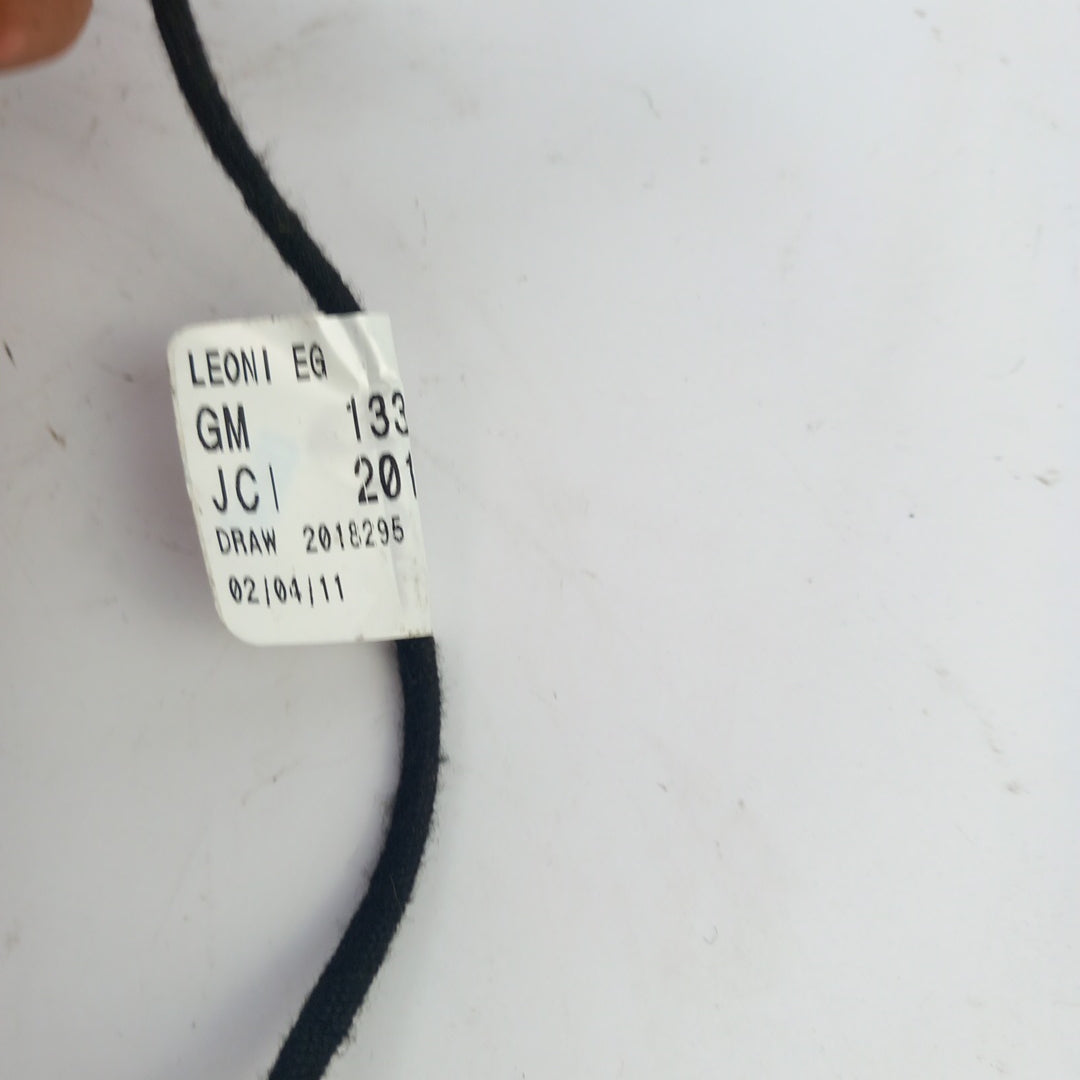 LEONI EG
GM 133
JCI 201
DRAW 2018295
02/04/11